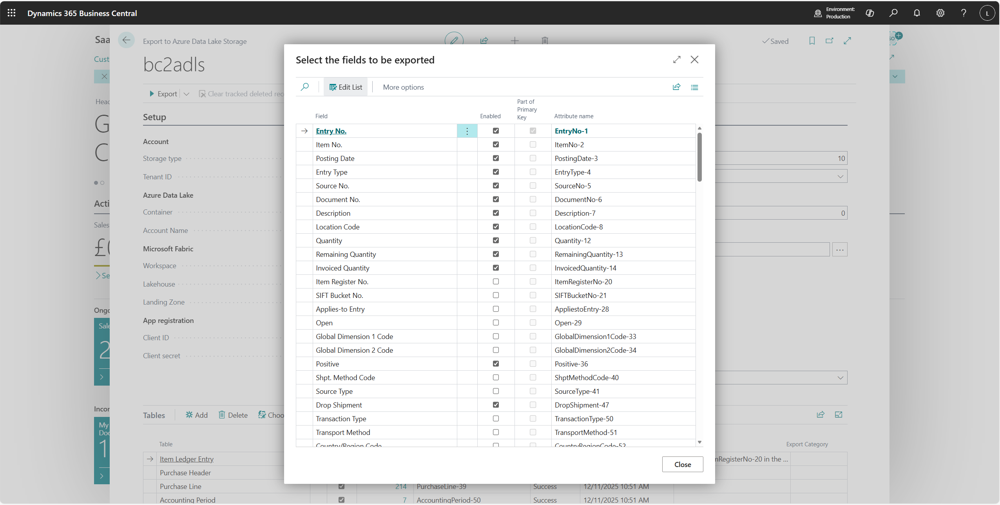 Dynamics 365 Business Central
Environment:
Production
L
Saa
Export to Azure Data Lake Storage
Saved
Cust
bc2adls
Export
Clear tracked deleted rec
Head
G
C
Setup
Account
Storage type
10
Tenant ID
Azure Data Lake
Acti
Container
0
Sales
Account Name
£0
Microsoft Fabric
Workspace
Se
Lakehouse
Landing Zone
Ongo
App registration
Sale
Client ID
2
Client secret
Incor
Tables
Add
Delete
Choo
My
Doc
1
Table
Export Category
Item Ledger Entry
mRegisterNo-20 in the ...
Purchase Header
Purchase Line 214 PurchaseLine-39 Success 12/11/2025 10:51 AM
Accounting Period 7 AccountingPeriod-50 Success 12/11/2025 10:51 AM
Select the fields to be exported
Edit List
More options
Field Enabled Part of Primary Key Attribute name
Entry No. EntryNo-1
Item No. ItemNo-2
Posting Date PostingDate-3
Entry Type EntryType-4
Source No. SourceNo-5
Document No. DocumentNo-6
Description Description-7
Location Code LocationCode-8
Quantity Quantity-12
Remaining Quantity RemainingQuantity-13
Invoiced Quantity InvoicedQuantity-14
Item Register No. ItemRegisterNo-20
SIFT Bucket No. SIFTBucketNo-21
Applies-to Entry AppliestoEntry-28
Open Open-29
Global Dimension 1 Code GlobalDimension1Code-33
Global Dimension 2 Code GlobalDimension2Code-34
Positive Positive-36
Shpt. Method Code ShptMethodCode-40
Source Type SourceType-41
Drop Shipment DropShipment-47
Transaction Type TransactionType-50
Transport Method TransportMethod-51
Country/Region Code CountryRegionCode-52
Close